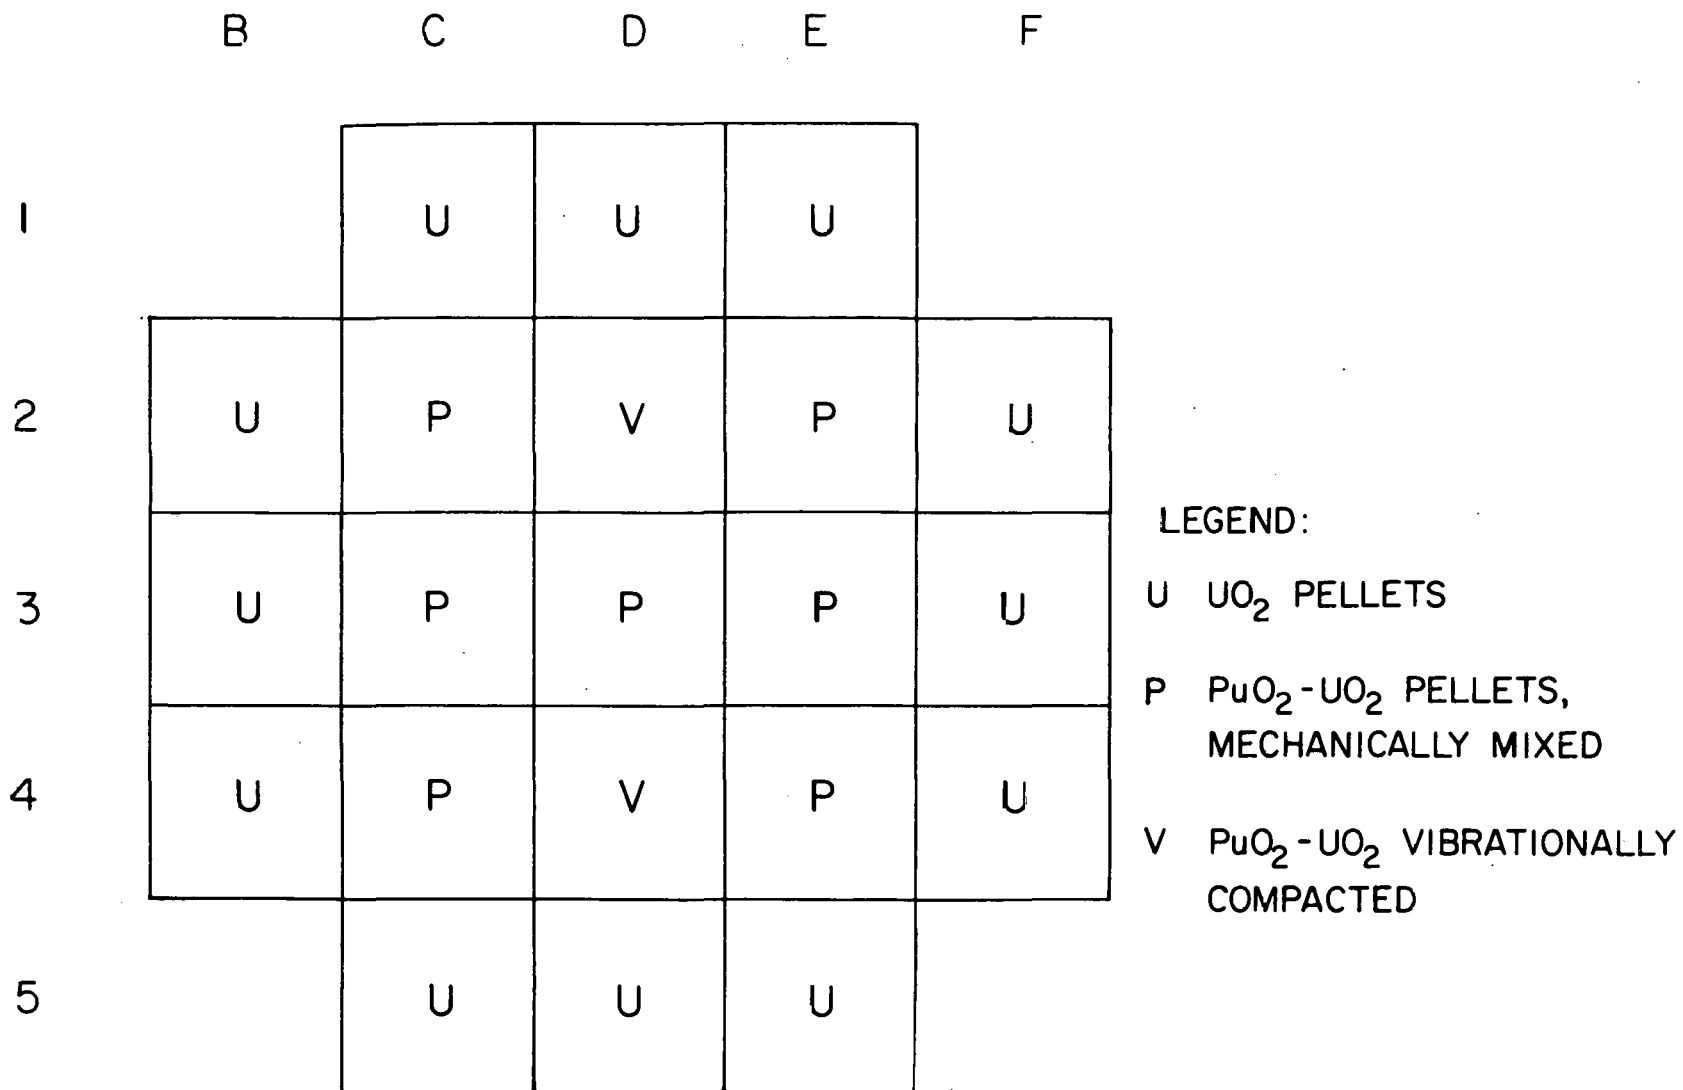 B C D E F
1 U U U
2 U P V P U
3 U P P P U
4 U P V P U
5 U U U
LEGEND:
U UO₂ PELLETS
P PuO₂-UO₂ PELLETS,
MECHANICALLY MIXED
V PuO₂-UO₂ VIBRATIONALLY
COMPACTED